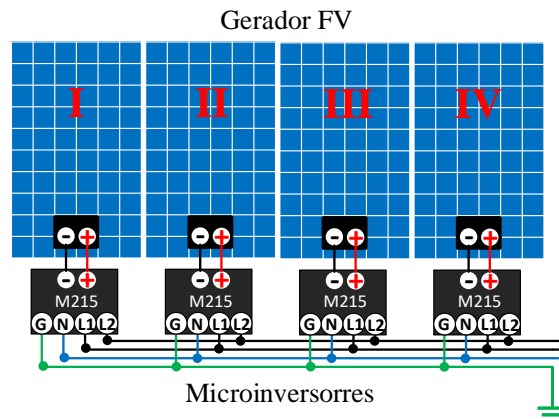 Gerador FV
I II III IV
- + - + - + - +
- + - + - + - +
M215 M215 M215 M215
G N L1 L2 G N L1 L2 G N L1 L2 G N L1 L2
Microinversorres